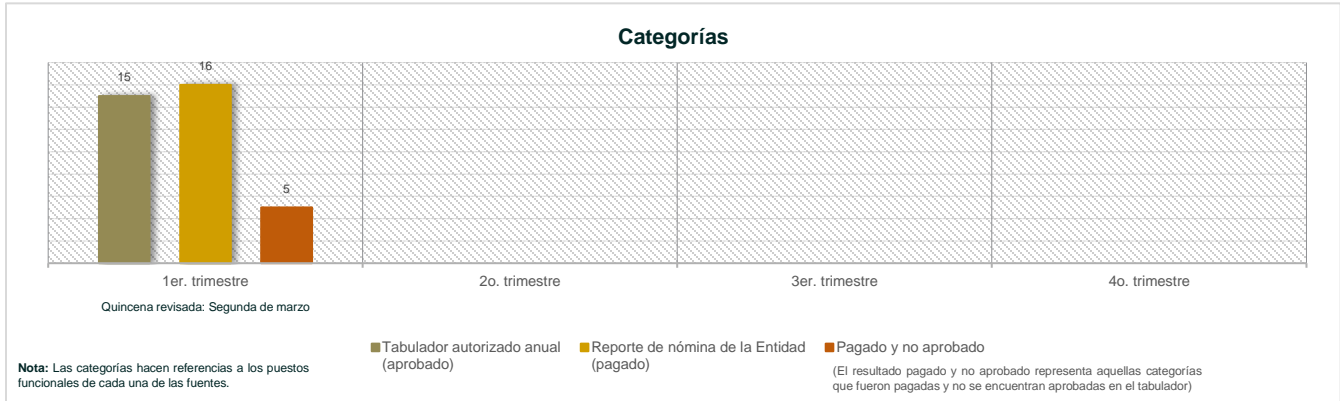 Categorías
15
16
5
1er. trimestre
2o. trimestre
3er. trimestre
4o. trimestre
Quincena revisada: Segunda de marzo
Tabulador autorizado anual
(aprobado)
Reporte de nómina de la Entidad
(pagado)
Pagado y no aprobado
(El resultado pagado y no aprobado representa aquellas categorías
que fueron pagadas y no se encuentran aprobadas en el tabulador)
Nota: Las categorías hacen referencias a los puestos
funcionales de cada una de las fuentes.